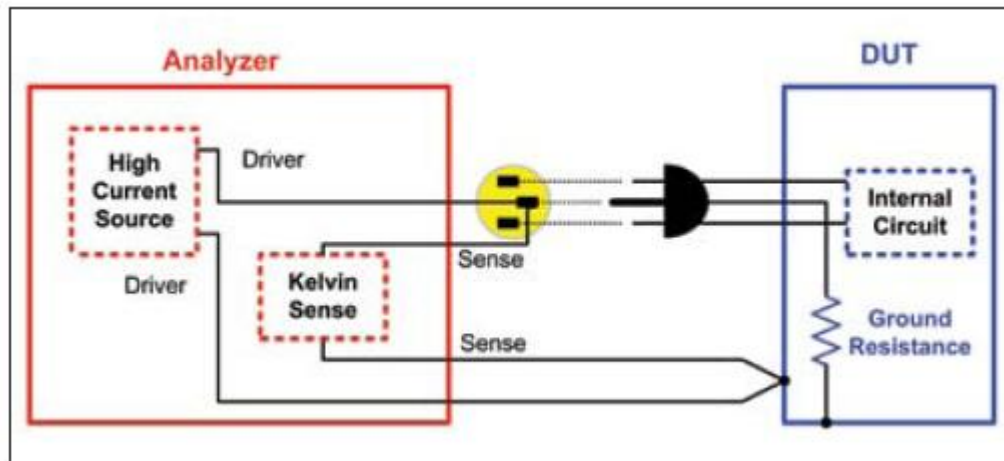 Analyzer
DUT
High
Current
Source
Driver
Driver
Kelvin
Sense
Sense
Sense
Internal
Circuit
Ground
Resistance